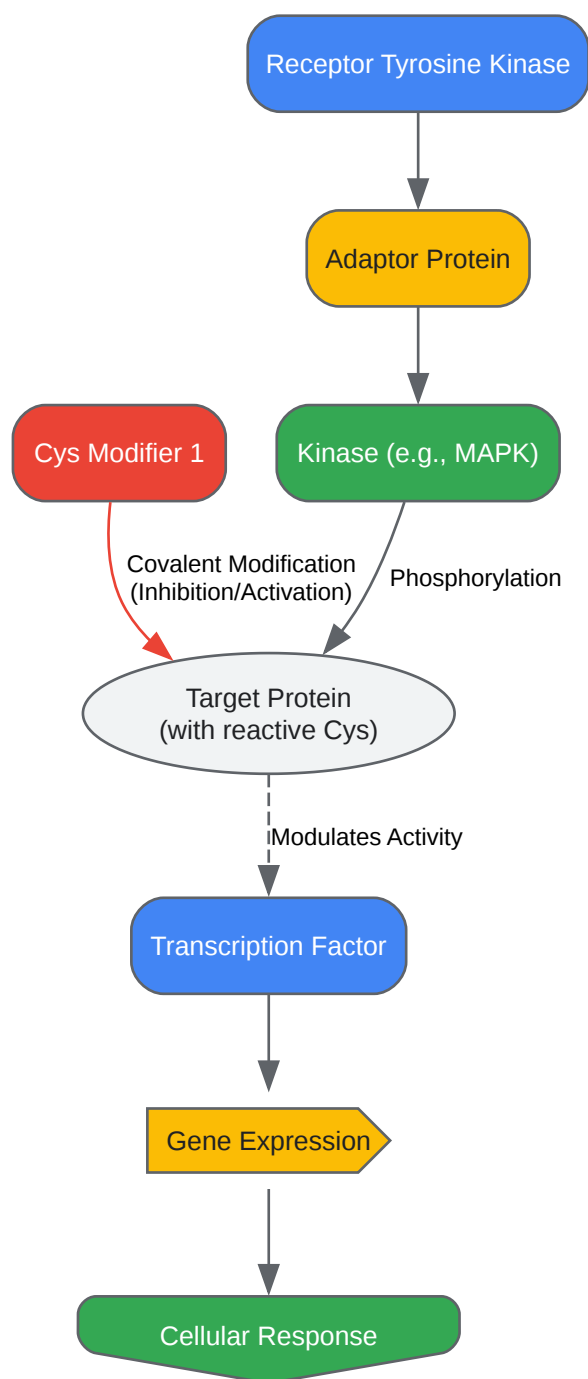 Receptor Tyrosine Kinase
Adaptor Protein
Cys Modifier 1
Kinase (e.g., MAPK)
Covalent Modification
(Inhibition/Activation)
Phosphorylation
Target Protein
(with reactive Cys)
Modulates Activity
Transcription Factor
Gene Expression
Cellular Response